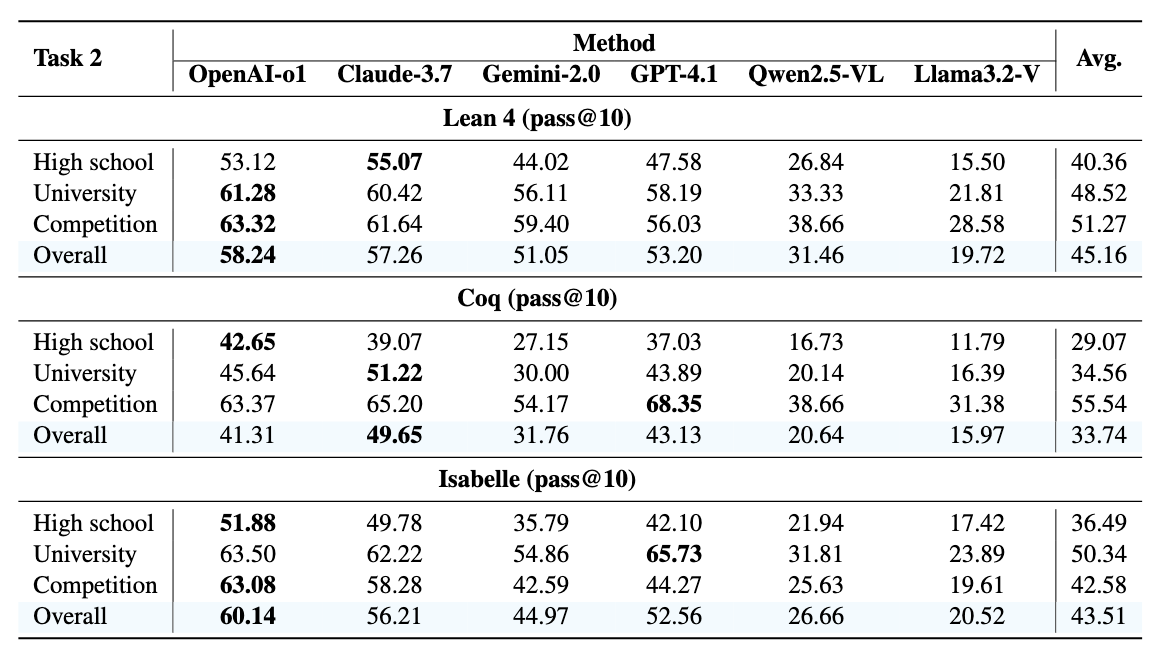 Task 2 Method Avg.
OpenAI-o1 Claude-3.7 Gemini-2.0 GPT-4.1 Qwen2.5-VL Llama3.2-V
Lean 4 (pass@10)
High school 53.12 55.07 44.02 47.58 26.84 15.50 40.36
University 61.28 60.42 56.11 58.19 33.33 21.81 48.52
Competition 63.32 61.64 59.40 56.03 38.66 28.58 51.27
Overall 58.24 57.26 51.05 53.20 31.46 19.72 45.16
Coq (pass@10)
High school 42.65 39.07 27.15 37.03 16.73 11.79 29.07
University 45.64 51.22 30.00 43.89 20.14 16.39 34.56
Competition 63.37 65.20 54.17 68.35 38.66 31.38 55.54
Overall 41.31 49.65 31.76 43.13 20.64 15.97 33.74
Isabelle (pass@10)
High school 51.88 49.78 35.79 42.10 21.94 17.42 36.49
University 63.50 62.22 54.86 65.73 31.81 23.89 50.34
Competition 63.08 58.28 42.59 44.27 25.63 19.61 42.58
Overall 60.14 56.21 44.97 52.56 26.66 20.52 43.51